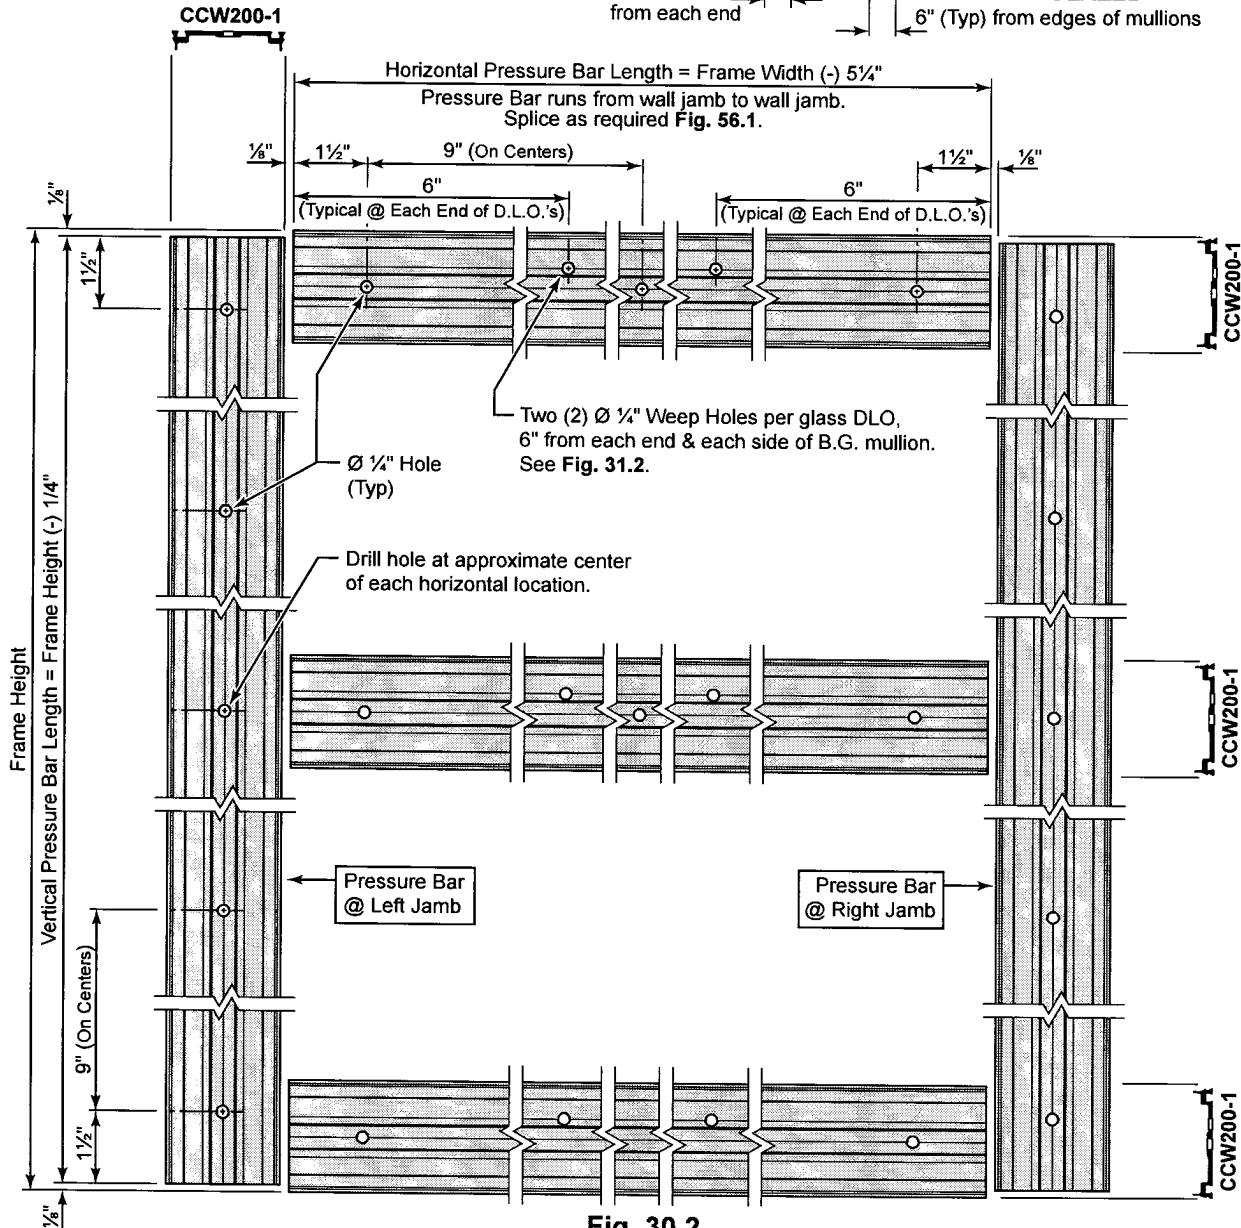 CCW200-1
from each end
6" (Typ) from edges of mullions
Horizontal Pressure Bar Length = Frame Width (-) 5¼"
Pressure Bar runs from wall jamb to wall jamb.
Splice as required Fig. 56.1.
⅛"
1½"
9" (On Centers)
1½"
⅛"
6"
(Typical @ Each End of D.L.O.'s)
6"
(Typical @ Each End of D.L.O.'s)
⅛"
1½"
CCW200-1
Two (2) Ø ¼" Weep Holes per glass DLO,
6" from each end & each side of B.G. mullion.
See Fig. 31.2.
Ø ¼" Hole
(Typ)
Drill hole at approximate center
of each horizontal location.
Frame Height
Vertical Pressure Bar Length = Frame Height (-) 1/4"
CCW200-1
Pressure Bar
@ Left Jamb
Pressure Bar
@ Right Jamb
9" (On Centers)
1½"
⅛"
CCW200-1
Fig. 30.2